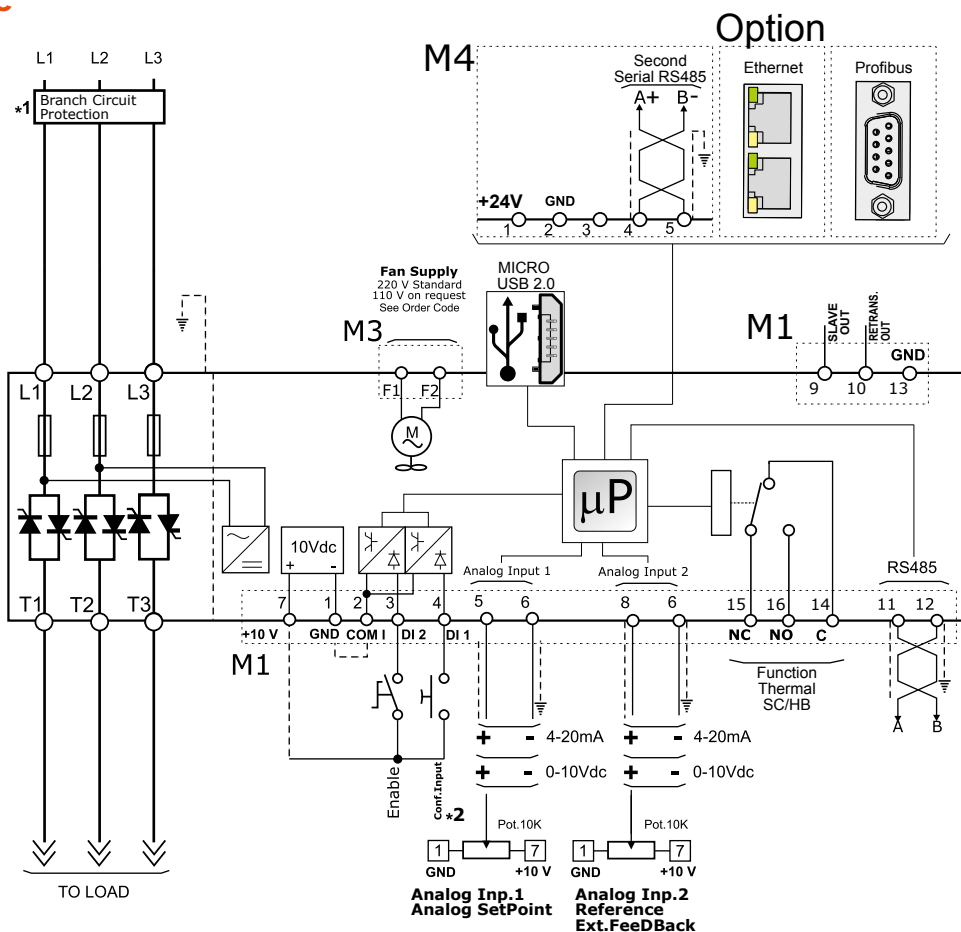 Option
M4
Second
Serial RS485
A+ B-
Ethernet
Profibus
L1 L2 L3
*1
Branch Circuit
Protection
+24V GND
1 2 3 4 5
Fan Supply
220 V Standard
110 V on request
See Order Code
MICRO
USB 2.0
M3
M1
SLAVE
OUT
RETRANS.
OUT
GND
9 10 13
L1 L2 L3
F1 F2
M
µP
10Vdc
+ -
Analog Input 1
Analog Input 2
RS485
T1 T2 T3
7 1 2 3 4 5 6 8 6 15 16 14 11 12
+10 V GND COM I DI 2 DI 1
NC NO C
M1
Function
Thermal
SC/HB
A B
+ - 4-20mA
+ - 4-20mA
+ - 0-10Vdc
+ - 0-10Vdc
Enable
Conf.Input
*2
Pot.10K
Pot.10K
1 7
1 7
GND +10 V
GND +10 V
TO LOAD
Analog Inp.1
Analog SetPoint
Analog Inp.2
Reference
Ext.FeeDBack